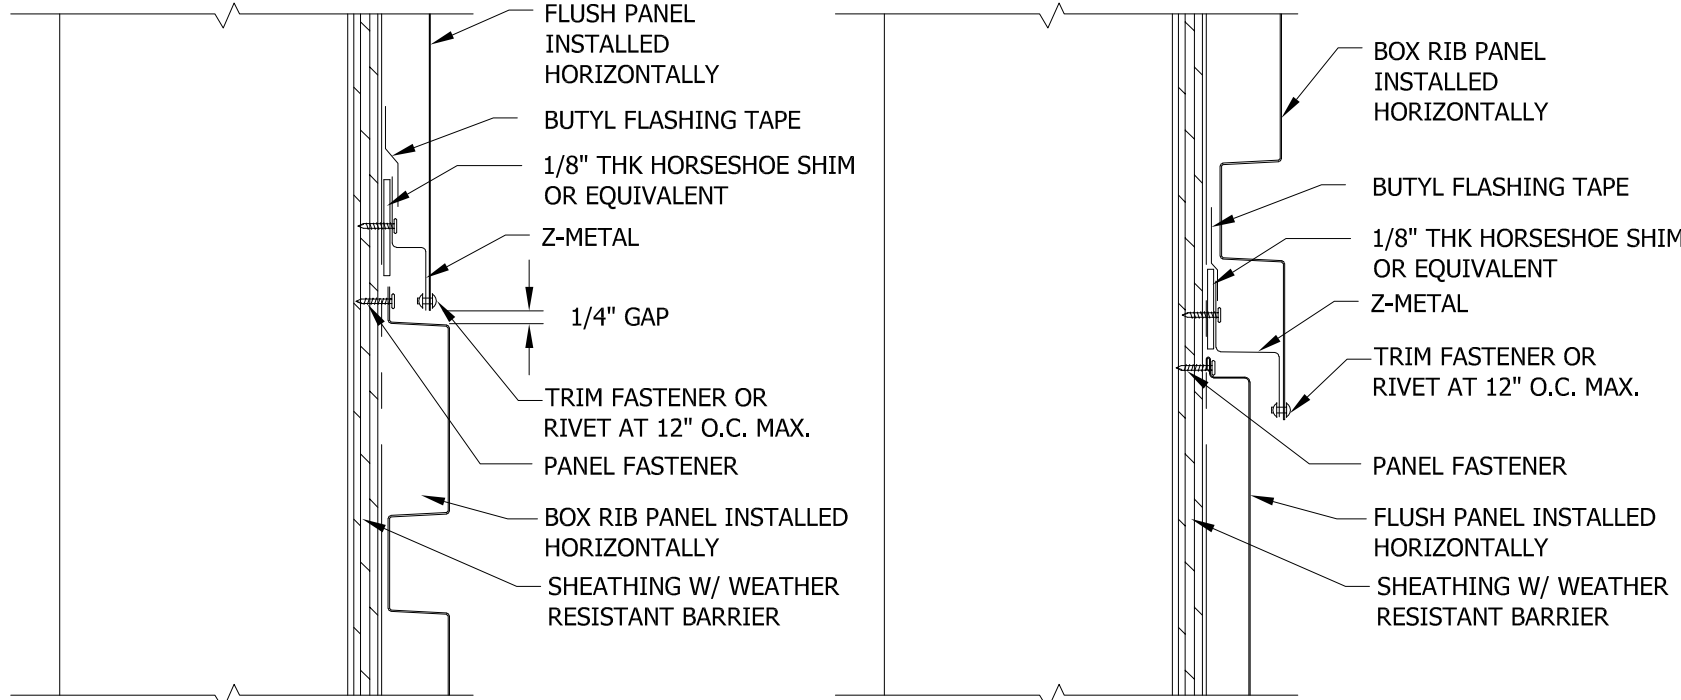 FLUSH PANEL
INSTALLED
HORIZONTALLY
BUTYL FLASHING TAPE
1/8" THK HORSESHOE SHIM
OR EQUIVALENT
Z-METAL
1/4" GAP
TRIM FASTENER OR
RIVET AT 12" O.C. MAX.
PANEL FASTENER
BOX RIB PANEL INSTALLED
HORIZONTALLY
SHEATHING W/ WEATHER
RESISTANT BARRIER
BOX RIB PANEL
INSTALLED
HORIZONTALLY
BUTYL FLASHING TAPE
1/8" THK HORSESHOE SHIM
OR EQUIVALENT
Z-METAL
TRIM FASTENER OR
RIVET AT 12" O.C. MAX.
PANEL FASTENER
FLUSH PANEL INSTALLED
HORIZONTALLY
SHEATHING W/ WEATHER
RESISTANT BARRIER